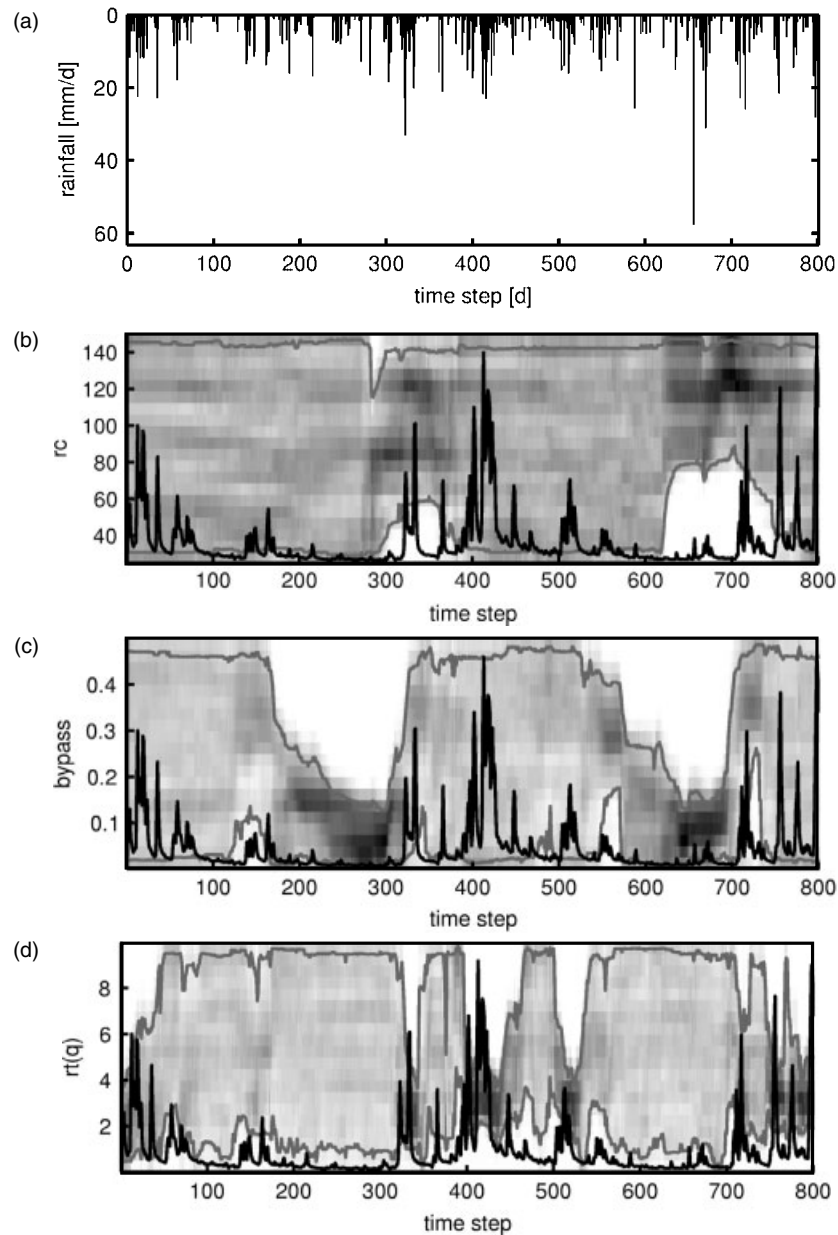 (a)
0
20
40
60
rainfall [mm/d]
0 100 200 300 400 500 600 700 800
time step [d]
(b)
140
120
100
80
60
40
rc
100 200 300 400 500 600 700 800
time step
(c)
0.4
0.3
0.2
0.1
bypass
100 200 300 400 500 600 700 800
time step
(d)
8
6
4
2
rt(q)
100 200 300 400 500 600 700 800
time step